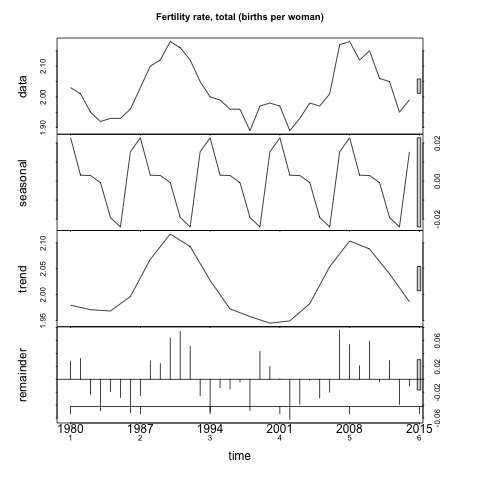 Fertility rate, total (births per woman)
data
1.90 2.00 2.10
seasonal
-0.02 0.00 0.02
trend
1.95 2.00 2.05 2.10
remainder
-0.06 -0.02 0.02 0.06
1980 1987 1994 2001 2008 2015
1 2 3 4 5 6
time